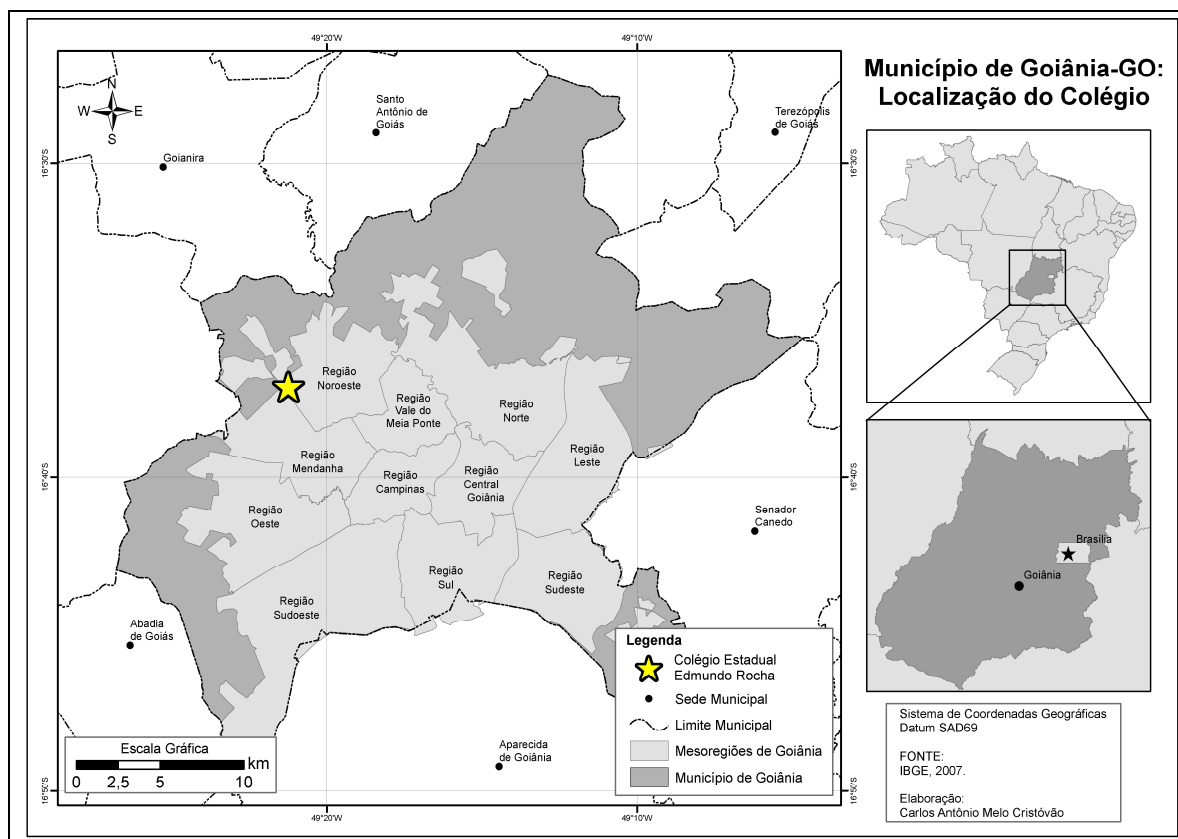 49°20'W
49°10'W
N
W
E
S
Santo
Antônio de
Goiás
Terezópolis
de Goiás
Goianira
16°30'S
16°30'S
Região
Noroeste
Região
Vale do
Meia Ponte
Região
Norte
Região
Leste
Região
Mendanha
Região
Campinas
Região
Central
Goiânia
16°40'S
16°40'S
Região
Oeste
Senador
Canedo
Região
Sul
Região
Sudeste
Região
Sudoeste
Abadia
de Goiás
Aparecida
de Goiânia
Escala Gráfica
km
0 2,5 5 10
16°50'S
16°50'S
49°20'W
49°10'W
Legenda
Colégio Estadual
Edmundo Rocha
Sede Municipal
Limite Municipal
Mesoregiões de Goiânia
Município de Goiânia
Município de Goiânia-GO:
Localização do Colégio
Brasília
Goiânia
Sistema de Coordenadas Geográficas
Datum SAD69
FONTE:
IBGE, 2007.
Elaboração:
Carlos Antônio Melo Cristóvão